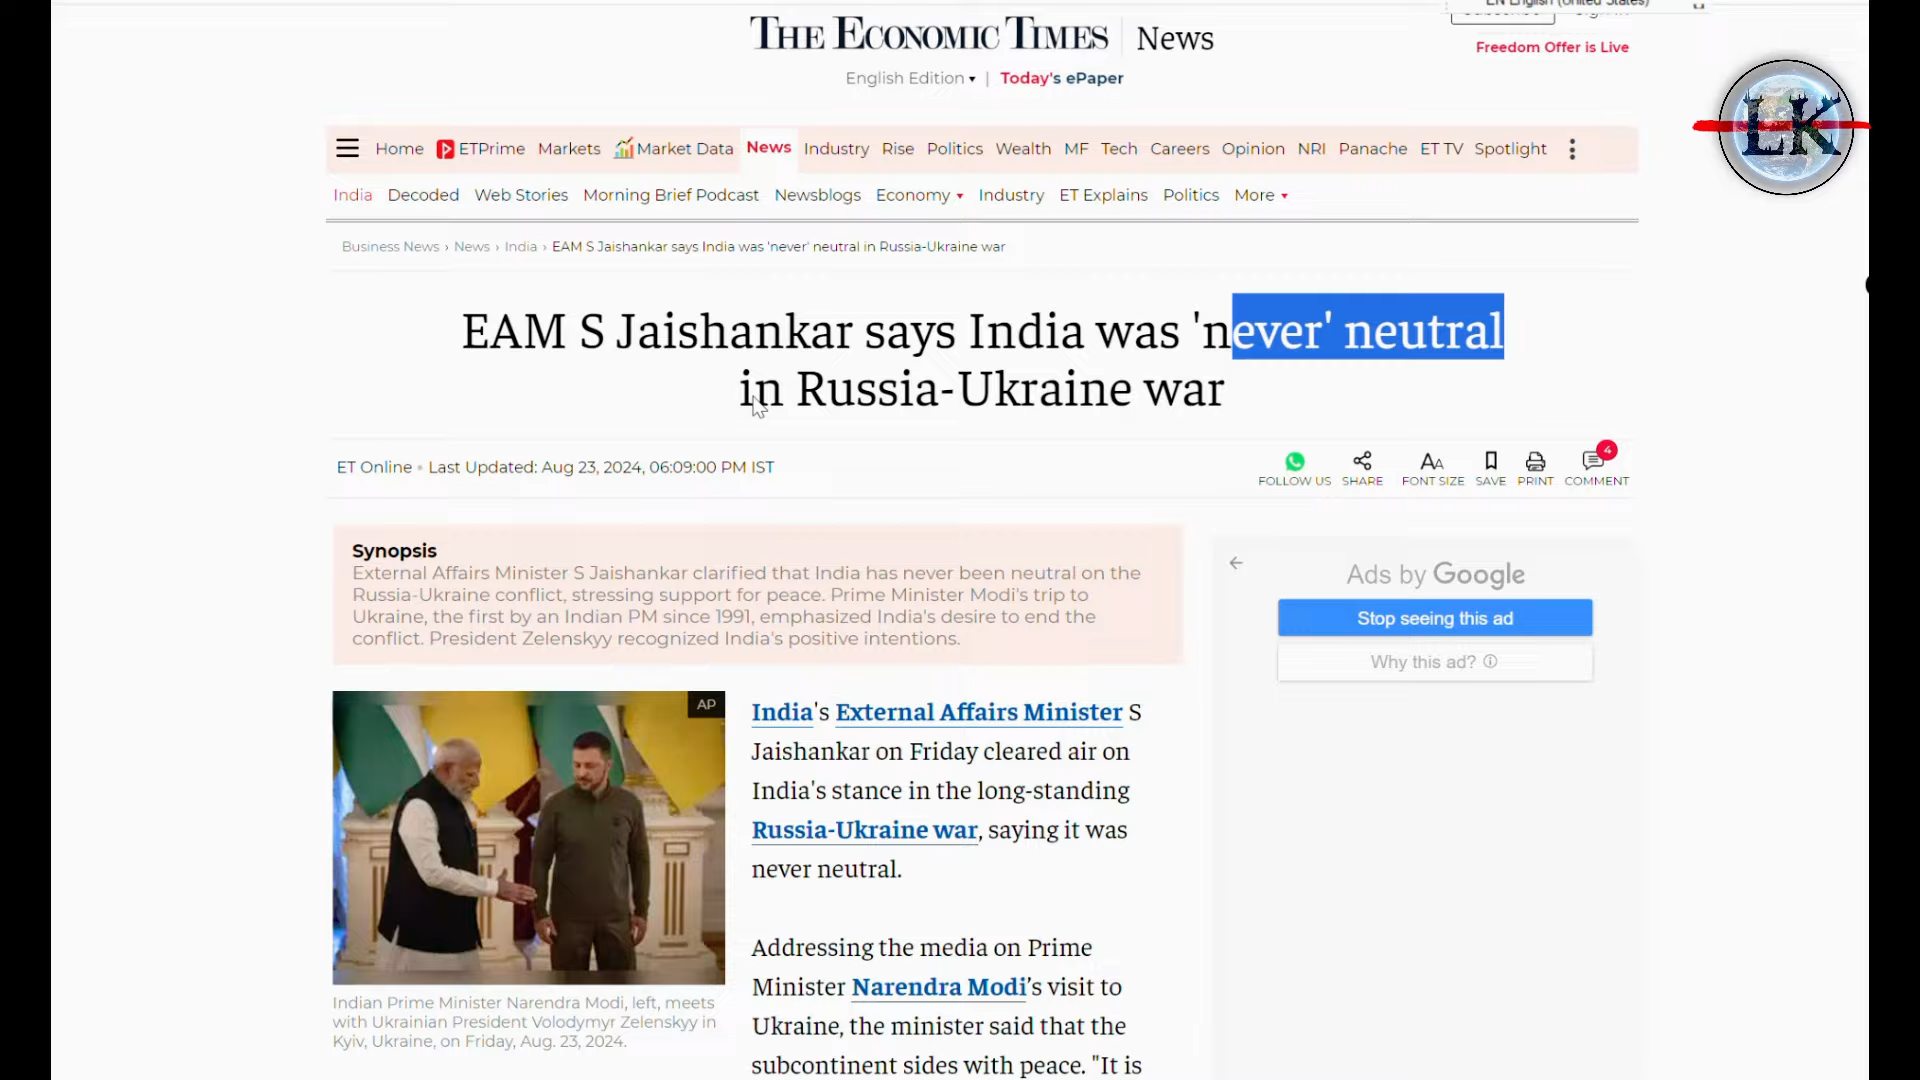 EN English (United States)
THE ECONOMIC TIMES | News
Freedom Offer is Live
English Edition | Today's ePaper
LK
Home ETPrime Markets Market Data News Industry Rise Politics Wealth MF Tech Careers Opinion NRI Panache ET TV Spotlight
India Decoded Web Stories Morning Brief Podcast Newsblogs Economy Industry ET Explains Politics More
Business News › News › India › EAM S Jaishankar says India was 'never' neutral in Russia-Ukraine war
EAM S Jaishankar says India was 'never' neutral
in Russia-Ukraine war
ET Online • Last Updated: Aug 23, 2024, 06:09:00 PM IST
4
FOLLOW US SHARE FONT SIZE SAVE PRINT COMMENT
Synopsis
External Affairs Minister S Jaishankar clarified that India has never been neutral on the
Russia-Ukraine conflict, stressing support for peace. Prime Minister Modi's trip to
Ukraine, the first by an Indian PM since 1991, emphasized India's desire to end the
conflict. President Zelenskyy recognized India's positive intentions.
Ads by Google
Stop seeing this ad
Why this ad?
AP
Indian Prime Minister Narendra Modi, left, meets
with Ukrainian President Volodymyr Zelenskyy in
Kyiv, Ukraine, on Friday, Aug. 23, 2024.
India's External Affairs Minister S
Jaishankar on Friday cleared air on
India's stance in the long-standing
Russia-Ukraine war, saying it was
never neutral.
Addressing the media on Prime
Minister Narendra Modi’s visit to
Ukraine, the minister said that the
subcontinent sides with peace. "It is